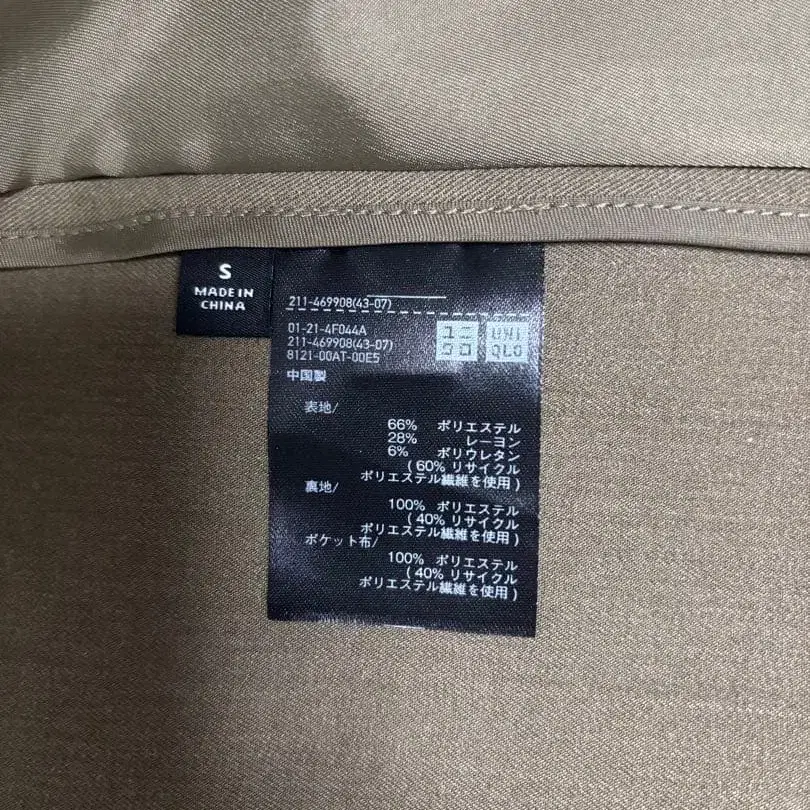 S
MADE IN
CHINA
211-469908(43-07)
01-21-4F044A
211-469908(43-07)
8121-00AT-00E5
ユニ
クロ
UNI
QLO
中国製
表地/
66% ポリエステル
28% レーヨン
6% ポリウレタン
(60% リサイクル
ポリエステル繊維を使用)
裏地/
100% ポリエステル
(40% リサイクル
ポリエステル繊維を使用)
ポケット布/
100% ポリエステル
(40% リサイクル
ポリエステル繊維を使用)